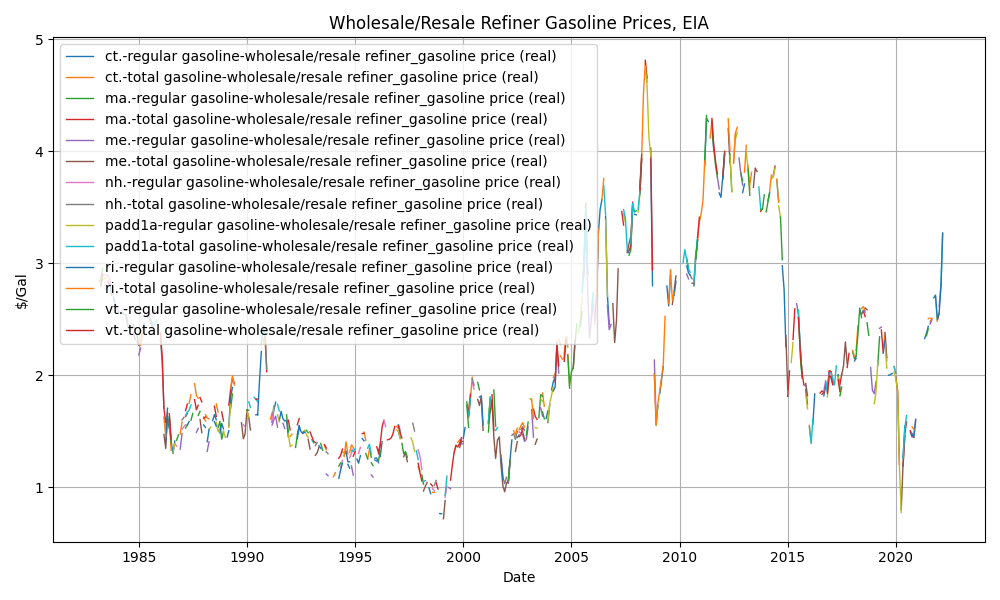 Wholesale/Resale Refiner Gasoline Prices, EIA
5
4
3
2
1
$/Gal
ct.-regular gasoline-wholesale/resale refiner_gasoline price (real)
ct.-total gasoline-wholesale/resale refiner_gasoline price (real)
ma.-regular gasoline-wholesale/resale refiner_gasoline price (real)
ma.-total gasoline-wholesale/resale refiner_gasoline price (real)
me.-regular gasoline-wholesale/resale refiner_gasoline price (real)
me.-total gasoline-wholesale/resale refiner_gasoline price (real)
nh.-regular gasoline-wholesale/resale refiner_gasoline price (real)
nh.-total gasoline-wholesale/resale refiner_gasoline price (real)
padd1a-regular gasoline-wholesale/resale refiner_gasoline price (real)
padd1a-total gasoline-wholesale/resale refiner_gasoline price (real)
ri.-regular gasoline-wholesale/resale refiner_gasoline price (real)
ri.-total gasoline-wholesale/resale refiner_gasoline price (real)
vt.-regular gasoline-wholesale/resale refiner_gasoline price (real)
vt.-total gasoline-wholesale/resale refiner_gasoline price (real)
1985 1990 1995 2000 2005 2010 2015 2020
Date